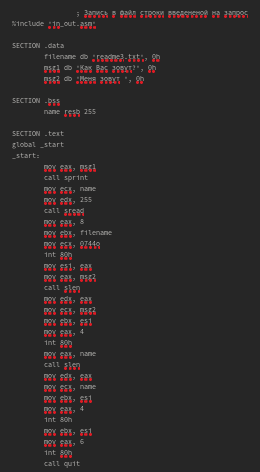 ; Запись в файл строки введененой на запрос
%include 'in_out.asm'
SECTION .data
filename db 'readme3.txt', 0h
msg1 db 'Как Вас зовут?', 0h
msg2 db 'Меня зовут ', 0h
SECTION .bss
name resb 255
SECTION .text
global _start
_start:
mov eax, msg1
call sprint
mov ecx, name
mov edx, 255
call sread
mov eax, 8
mov ebx, filename
mov ecx, 0744o
int 80h
mov esi, eax
mov eax, msg2
call slen
mov edx, eax
mov ecx, msg2
mov ebx, esi
mov eax, 4
int 80h
mov eax, name
call slen
mov edx, eax
mov ecx, name
mov ebx, esi
mov eax, 4
int 80h
mov ebx, esi
mov eax, 6
int 80h
call quit